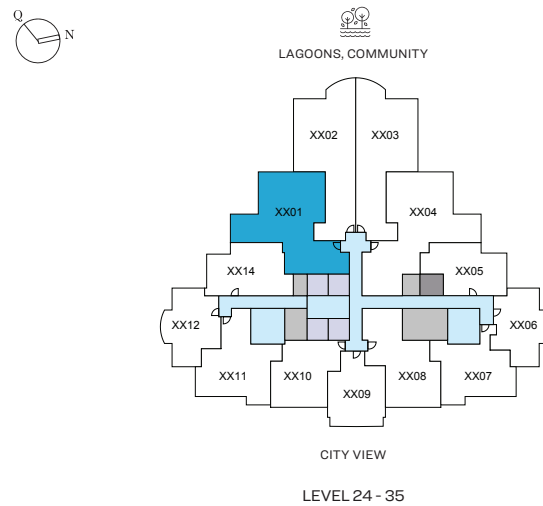 Q
N
LAGOONS, COMMUNITY
XX02 XX03
XX01 XX04
XX14 XX05
XX12 XX06
XX11 XX10 XX09 XX08 XX07
CITY VIEW
LEVEL 24 - 35